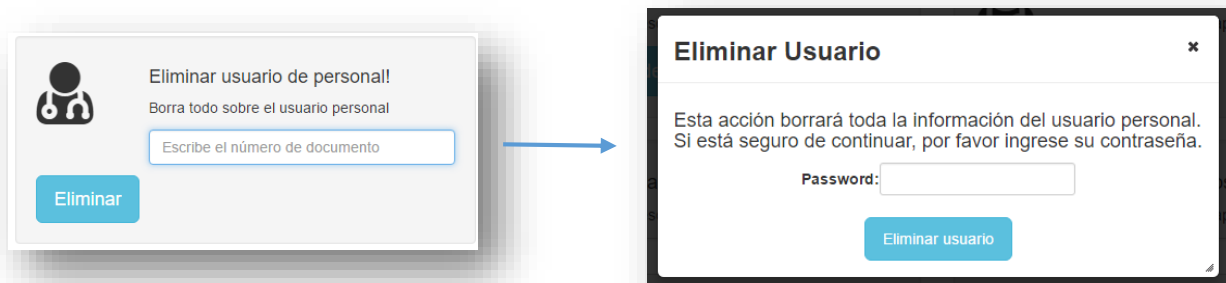 Eliminar usuario de personal!
Borra todo sobre el usuario personal
Escribe el número de documento
Eliminar
Eliminar Usuario
Esta acción borrará toda la información del usuario personal.
Si está seguro de continuar, por favor ingrese su contraseña.
Password:
Eliminar usuario